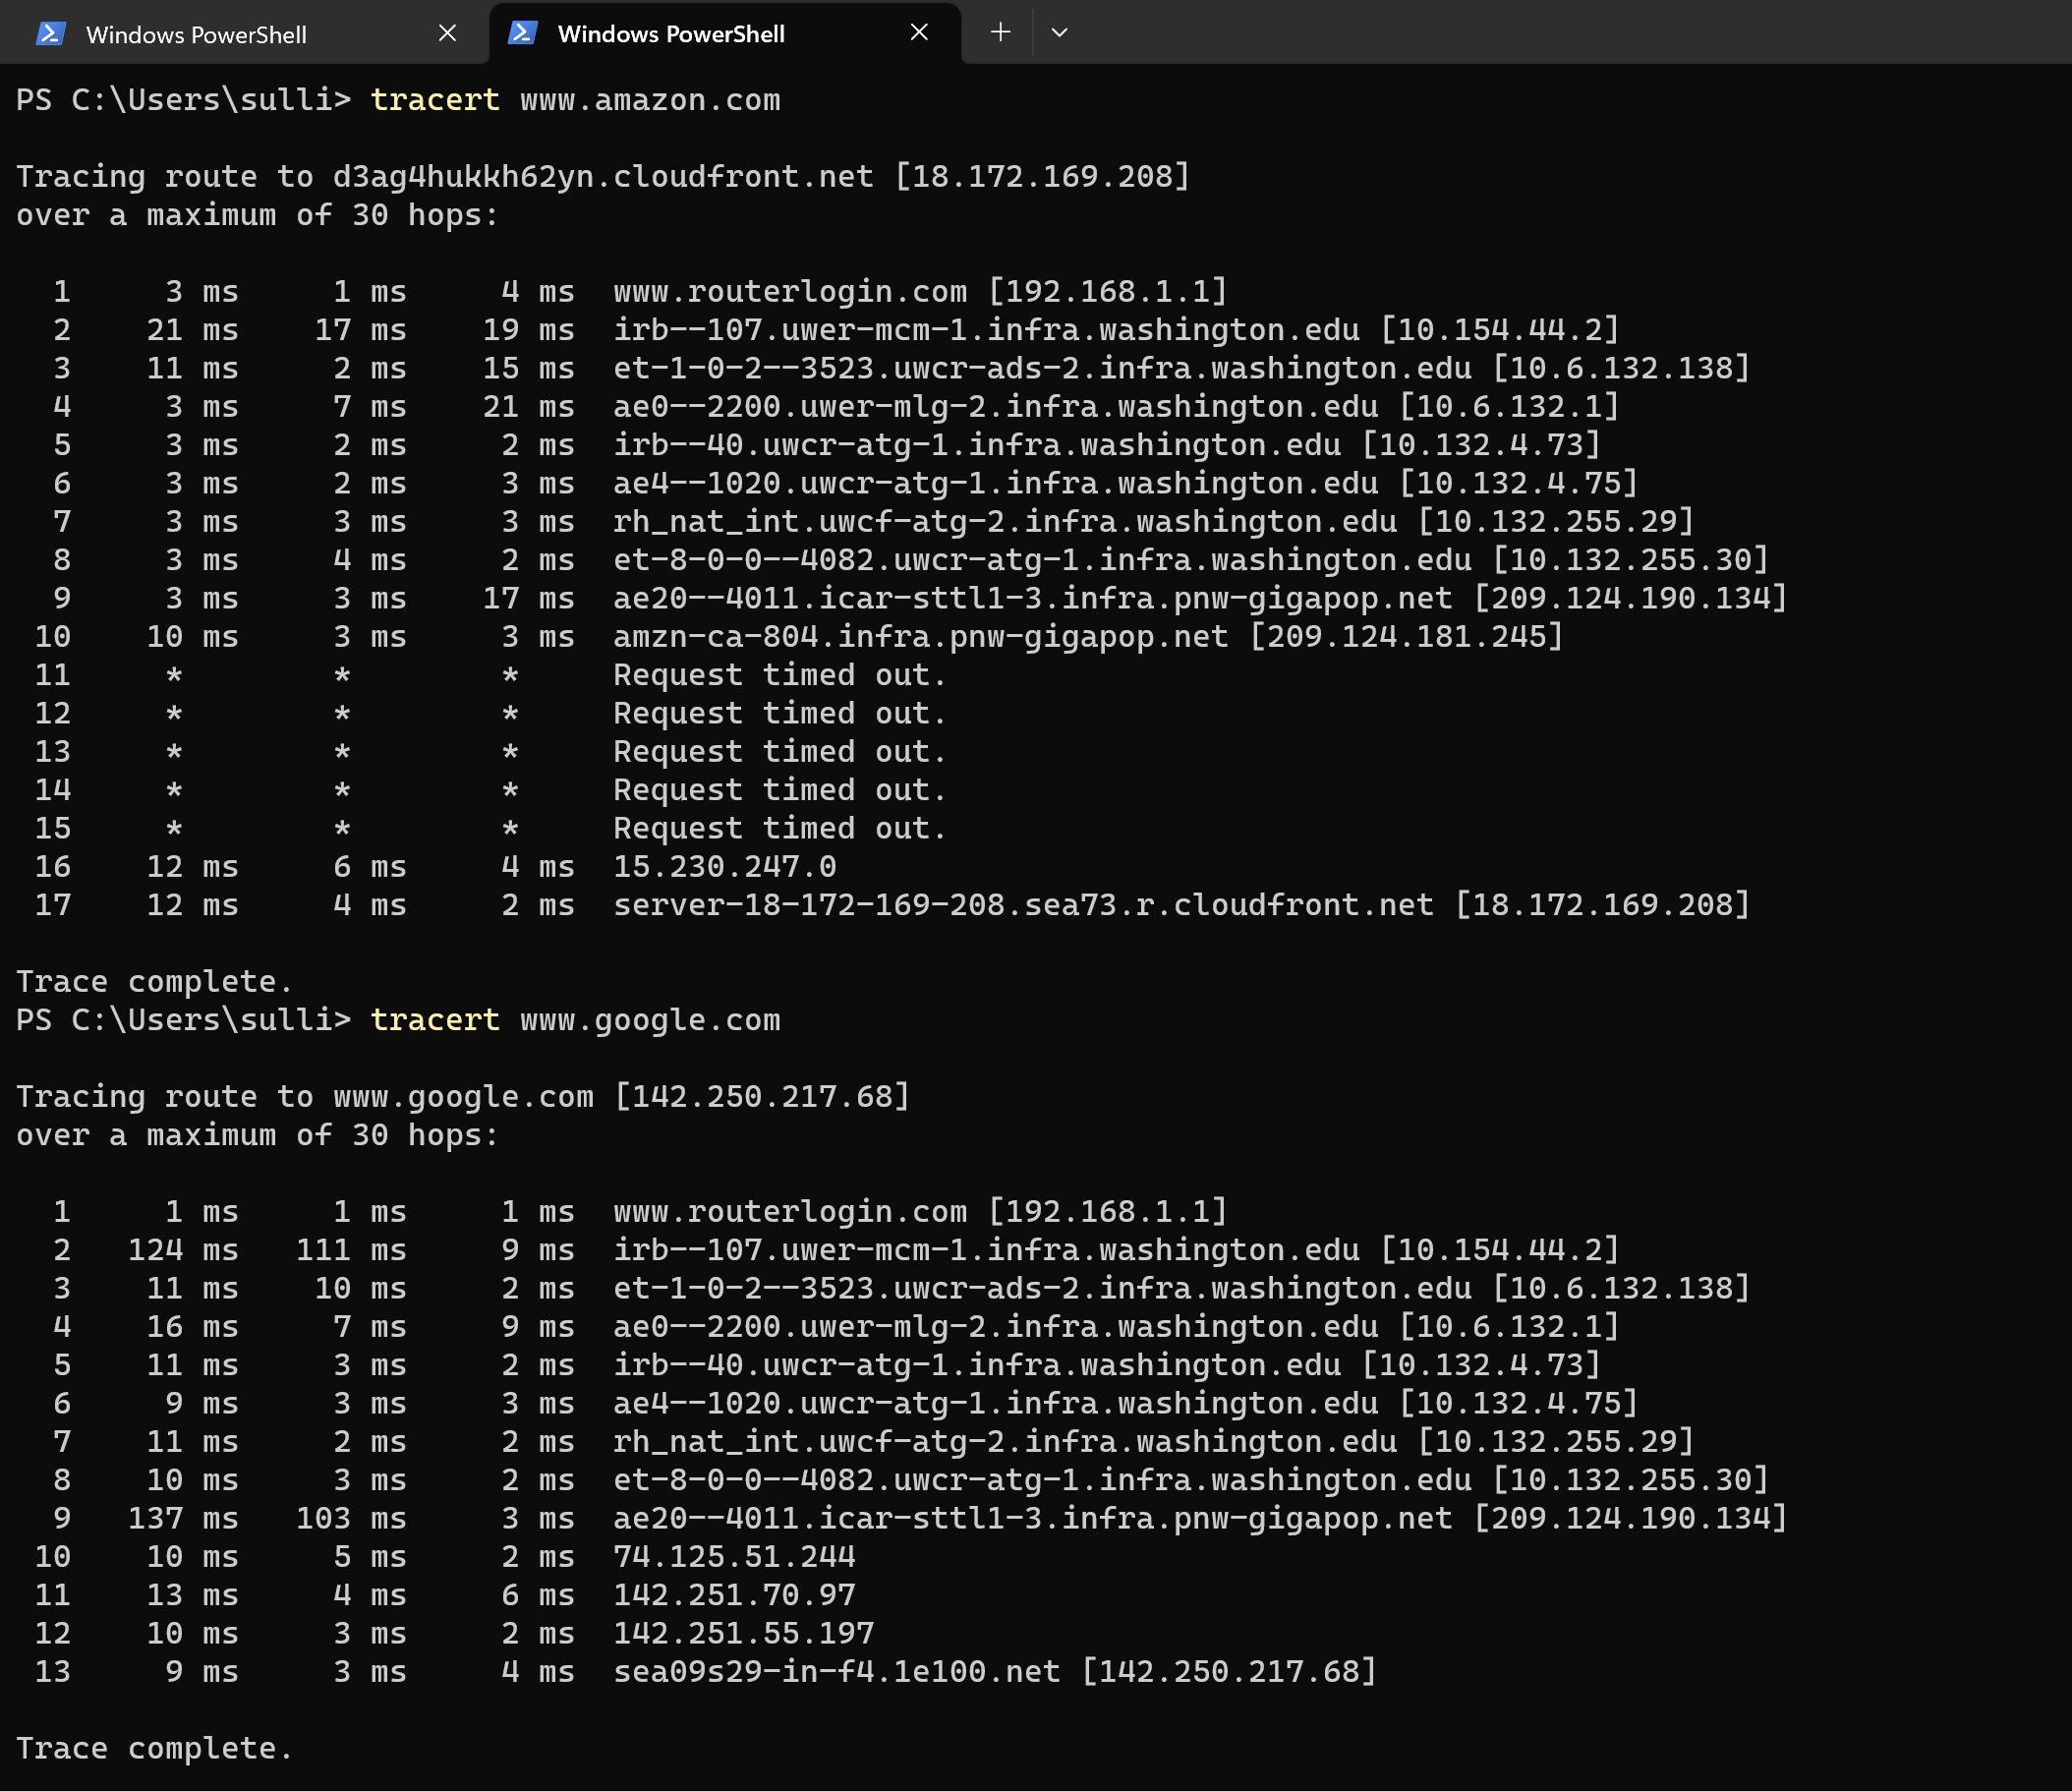 Windows PowerShell
Windows PowerShell
PS C:\Users\sulli> tracert www.amazon.com
Tracing route to d3ag4hukkh62yn.cloudfront.net [18.172.169.208]
over a maximum of 30 hops:
1 3 ms 1 ms 4 ms www.routerlogin.com [192.168.1.1]
2 21 ms 17 ms 19 ms irb--107.uwer-mcm-1.infra.washington.edu [10.154.44.2]
3 11 ms 2 ms 15 ms et-1-0-2--3523.uwcr-ads-2.infra.washington.edu [10.6.132.138]
4 3 ms 7 ms 21 ms ae0--2200.uwer-mlg-2.infra.washington.edu [10.6.132.1]
5 3 ms 2 ms 2 ms irb--40.uwcr-atg-1.infra.washington.edu [10.132.4.73]
6 3 ms 2 ms 3 ms ae4--1020.uwcr-atg-1.infra.washington.edu [10.132.4.75]
7 3 ms 3 ms 3 ms rh_nat_int.uwcf-atg-2.infra.washington.edu [10.132.255.29]
8 3 ms 4 ms 2 ms et-8-0-0--4082.uwcr-atg-1.infra.washington.edu [10.132.255.30]
9 3 ms 3 ms 17 ms ae20--4011.icar-sttl1-3.infra.pnw-gigapop.net [209.124.190.134]
10 10 ms 3 ms 3 ms amzn-ca-804.infra.pnw-gigapop.net [209.124.181.245]
11 * * * Request timed out.
12 * * * Request timed out.
13 * * * Request timed out.
14 * * * Request timed out.
15 * * * Request timed out.
16 12 ms 6 ms 4 ms 15.230.247.0
17 12 ms 4 ms 2 ms server-18-172-169-208.sea73.r.cloudfront.net [18.172.169.208]
Trace complete.
PS C:\Users\sulli> tracert www.google.com
Tracing route to www.google.com [142.250.217.68]
over a maximum of 30 hops:
1 1 ms 1 ms 1 ms www.routerlogin.com [192.168.1.1]
2 124 ms 111 ms 9 ms irb--107.uwer-mcm-1.infra.washington.edu [10.154.44.2]
3 11 ms 10 ms 2 ms et-1-0-2--3523.uwcr-ads-2.infra.washington.edu [10.6.132.138]
4 16 ms 7 ms 9 ms ae0--2200.uwer-mlg-2.infra.washington.edu [10.6.132.1]
5 11 ms 3 ms 2 ms irb--40.uwcr-atg-1.infra.washington.edu [10.132.4.73]
6 9 ms 3 ms 3 ms ae4--1020.uwcr-atg-1.infra.washington.edu [10.132.4.75]
7 11 ms 2 ms 2 ms rh_nat_int.uwcf-atg-2.infra.washington.edu [10.132.255.29]
8 10 ms 3 ms 2 ms et-8-0-0--4082.uwcr-atg-1.infra.washington.edu [10.132.255.30]
9 137 ms 103 ms 3 ms ae20--4011.icar-sttl1-3.infra.pnw-gigapop.net [209.124.190.134]
10 10 ms 5 ms 2 ms 74.125.51.244
11 13 ms 4 ms 6 ms 142.251.70.97
12 10 ms 3 ms 2 ms 142.251.55.197
13 9 ms 3 ms 4 ms sea09s29-in-f4.1e100.net [142.250.217.68]
Trace complete.